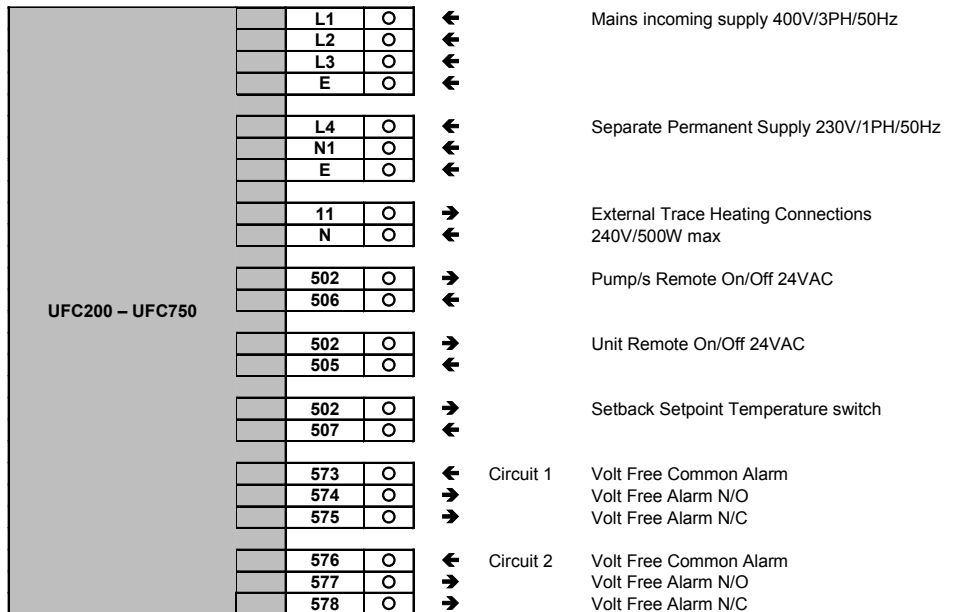 L1 O 🡰 Mains incoming supply 400V/3PH/50Hz
L2 O 🡰
L3 O 🡰
E O 🡰
L4 O 🡰 Separate Permanent Supply 230V/1PH/50Hz
N1 O 🡰
E O 🡰
11 O 🡲 External Trace Heating Connections
N O 🡰 240V/500W max
502 O 🡲 Pump/s Remote On/Off 24VAC
506 O 🡰
UFC200 – UFC750
502 O 🡲 Unit Remote On/Off 24VAC
505 O 🡰
502 O 🡲 Setback Setpoint Temperature switch
507 O 🡰
573 O 🡰 Circuit 1 Volt Free Common Alarm
574 O 🡲 Volt Free Alarm N/O
575 O 🡲 Volt Free Alarm N/C
576 O 🡰 Circuit 2 Volt Free Common Alarm
577 O 🡲 Volt Free Alarm N/O
578 O 🡲 Volt Free Alarm N/C